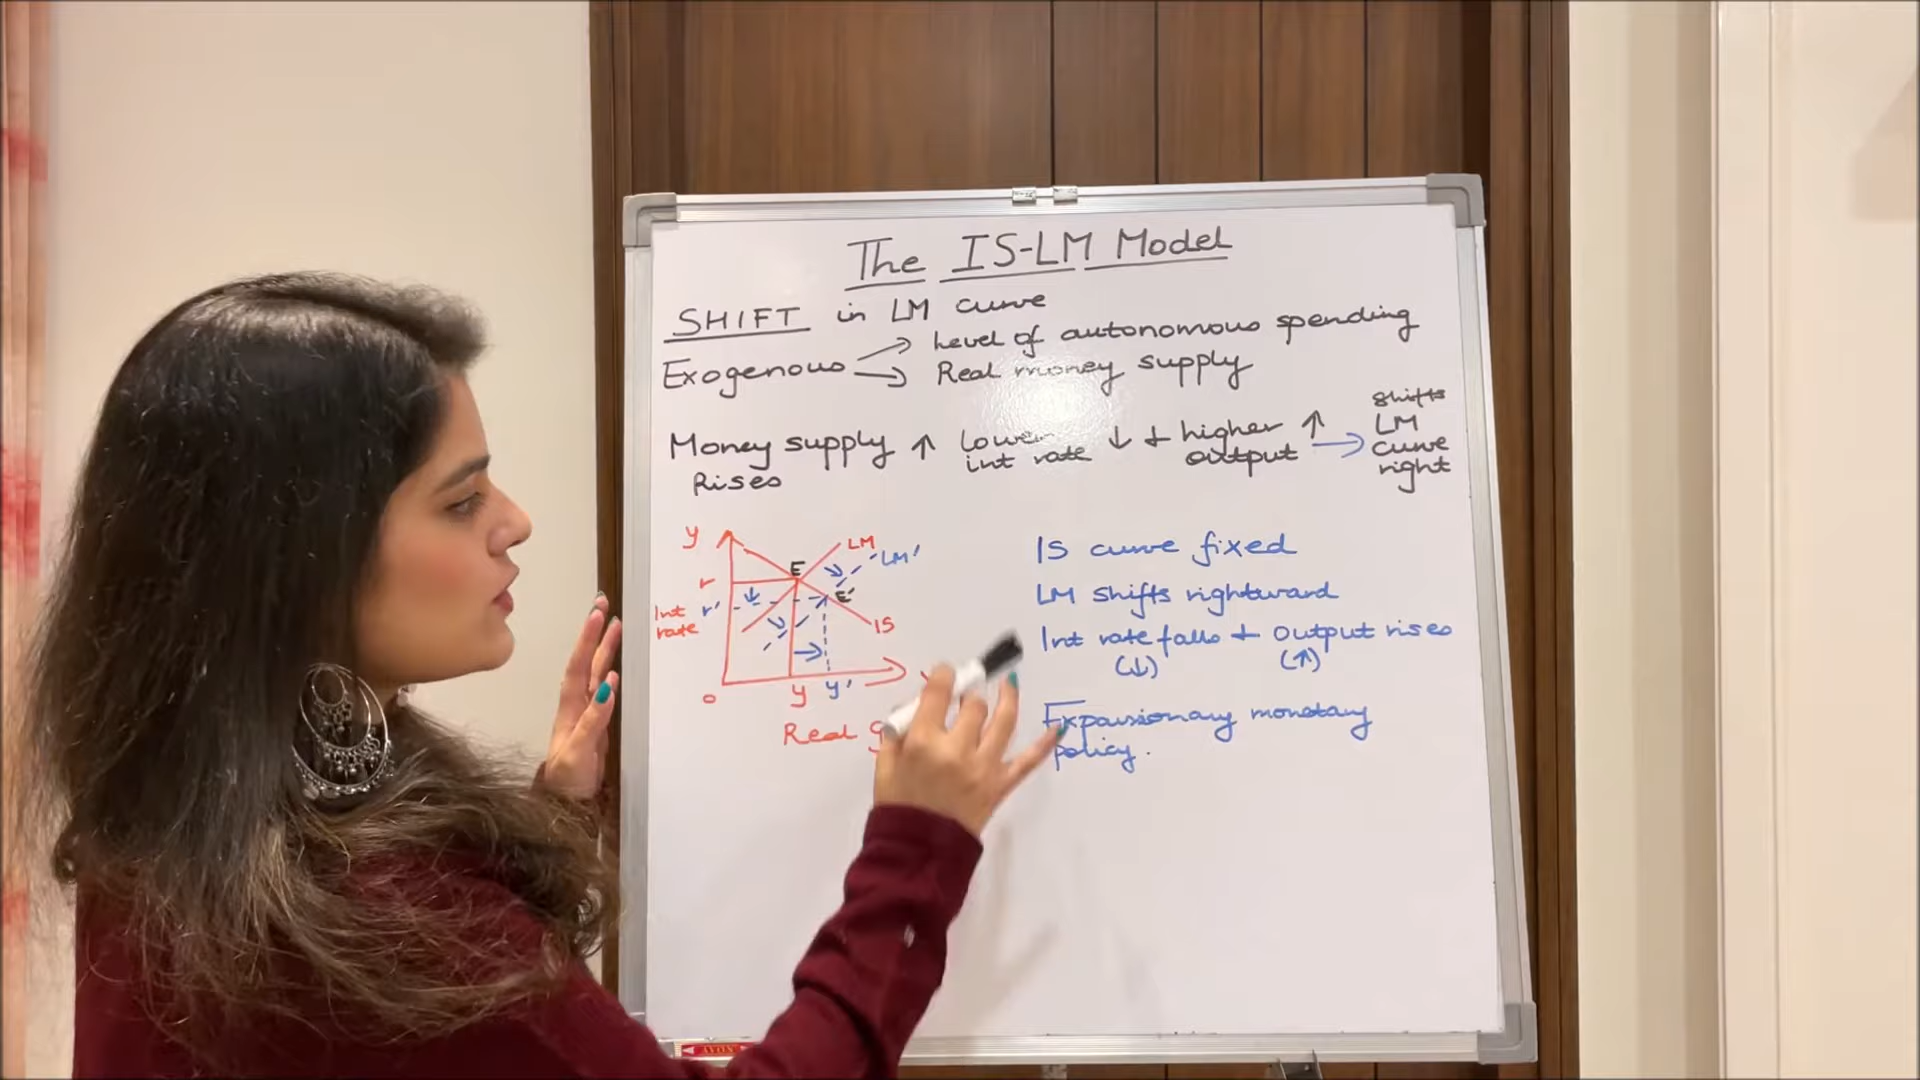 The IS-LM Model
SHIFT in LM curve
Exogenous → Level of autonomous spending
→ Real money supply
Money supply ↑ lower int rate ↓ + higher output ↑ → shifts LM curve right
Rises
y
LM
LM'
E
r
E'
Int rate
r'
IS
o
y
y'
Real
IS curve fixed
LM shifts rightward
Int rate falls + output rises
(↓) (↑)
Expansionary monetary
policy.